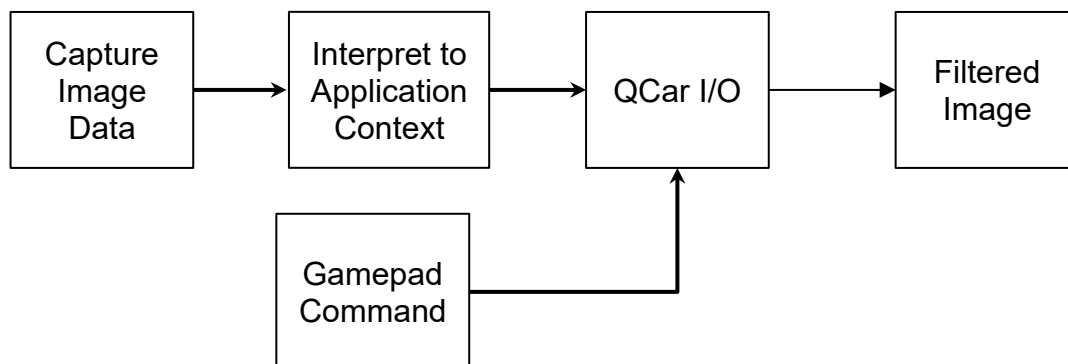 Capture
Image
Data
Interpret to
Application
Context
QCar I/O
Filtered
Image
Gamepad
Command